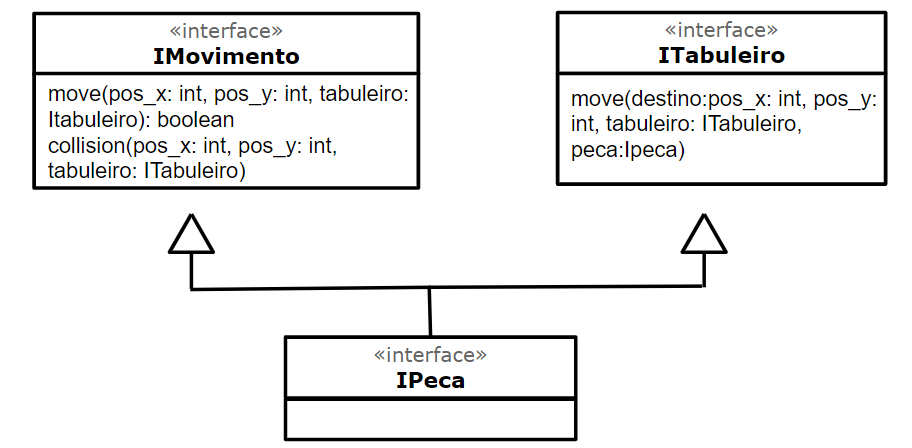 «interface»
IMovimento
move(pos_x: int, pos_y: int, tabuleiro:
Itabuleiro): boolean
collision(pos_x: int, pos_y: int,
tabuleiro: ITabuleiro)
«interface»
ITabuleiro
move(destino:pos_x: int, pos_y:
int, tabuleiro: ITabuleiro,
peca:Ipeca)
«interface»
IPeca